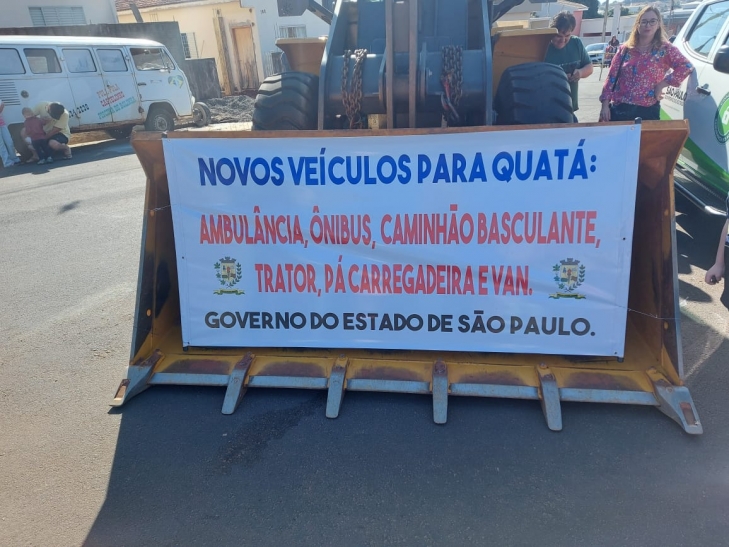 NOVOS VEÍCULOS PARA QUATÁ:
AMBULÂNCIA, ÔNIBUS, CAMINHÃO BASCULANTE,
TRATOR, PÁ CARREGADEIRA E VAN.
GOVERNO DO ESTADO DE SÃO PAULO.